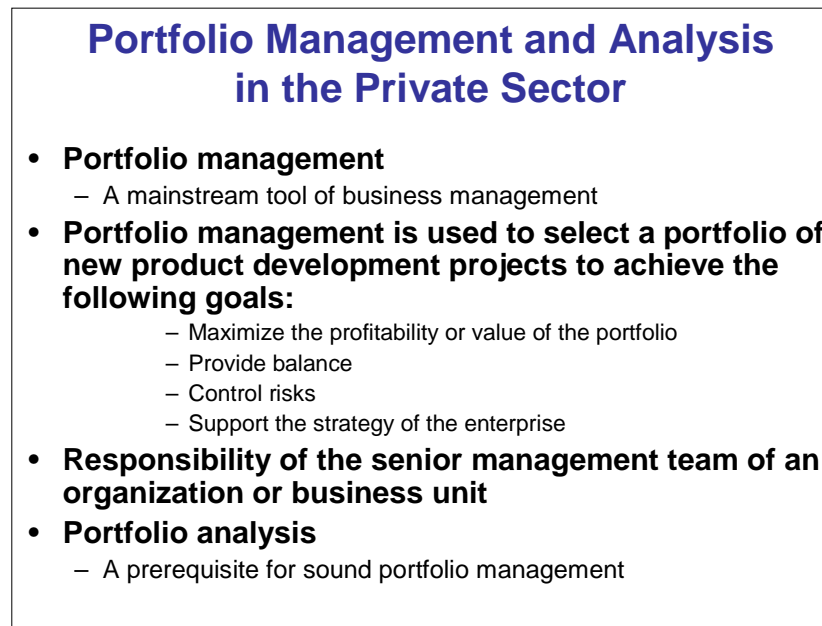 Portfolio Management and Analysis
in the Private Sector
• Portfolio management
– A mainstream tool of business management
• Portfolio management is used to select a portfolio of
new product development projects to achieve the
following goals:
– Maximize the profitability or value of the portfolio
– Provide balance
– Control risks
– Support the strategy of the enterprise
• Responsibility of the senior management team of an
organization or business unit
• Portfolio analysis
– A prerequisite for sound portfolio management